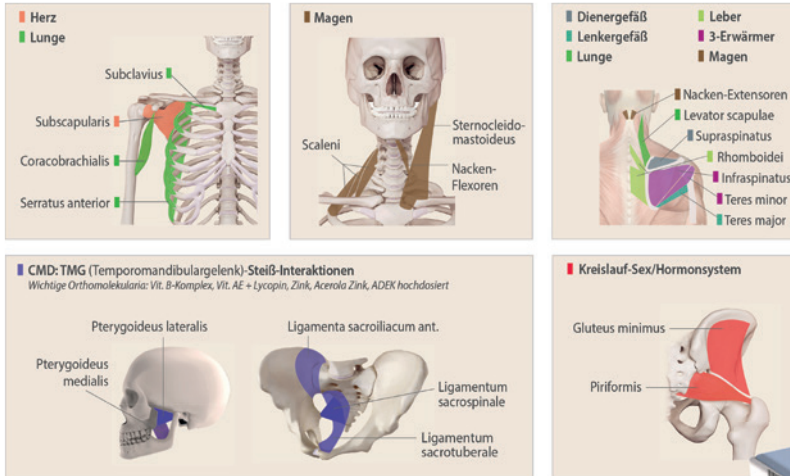 Herz
Lunge
Subclavius
Subscapularis
Coracobrachialis
Serratus anterior
Magen
Scaleni
Sternocleido-
mastoideus
Nacken-
Flexoren
Dienergefäß
Lenkergefäß
Lunge
Leber
3-Erwärmer
Magen
Nacken-Extensoren
Levator scapulae
Supraspinatus
Rhomboidei
Infraspinatus
Teres minor
Teres major
CMD: TMG (Temporomandibulargelenk)-Steiß-Interaktionen
Wichtige Orthomolekularia: Vit. B-Komplex, Vit. AE + Lycopin, Zink, Acerola Zink, ADEK hochdosiert
Pterygoideus lateralis
Pterygoideus
medialis
Ligamenta sacroiliacum ant.
Ligamentum
sacrospinale
Ligamentum
sacrotuberale
Kreislauf-Sex/Hormonsystem
Gluteus minimus
Piriformis